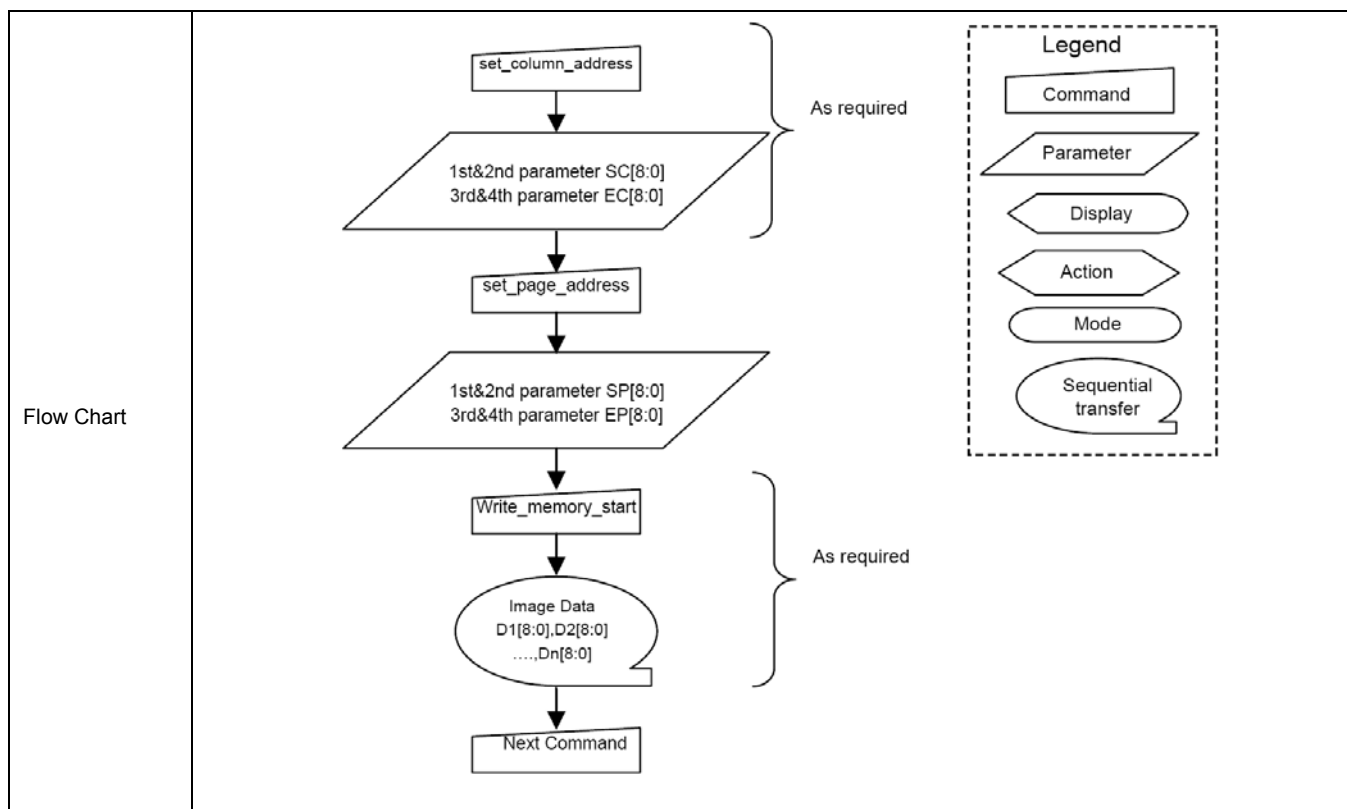 Flow Chart
set_column_address
1st&2nd parameter SC[8:0]
3rd&4th parameter EC[8:0]
As required
set_page_address
1st&2nd parameter SP[8:0]
3rd&4th parameter EP[8:0]
Write_memory_start
Image Data
D1[8:0],D2[8:0]
....,Dn[8:0]
As required
Next Command
Legend
Command
Parameter
Display
Action
Mode
Sequential
transfer